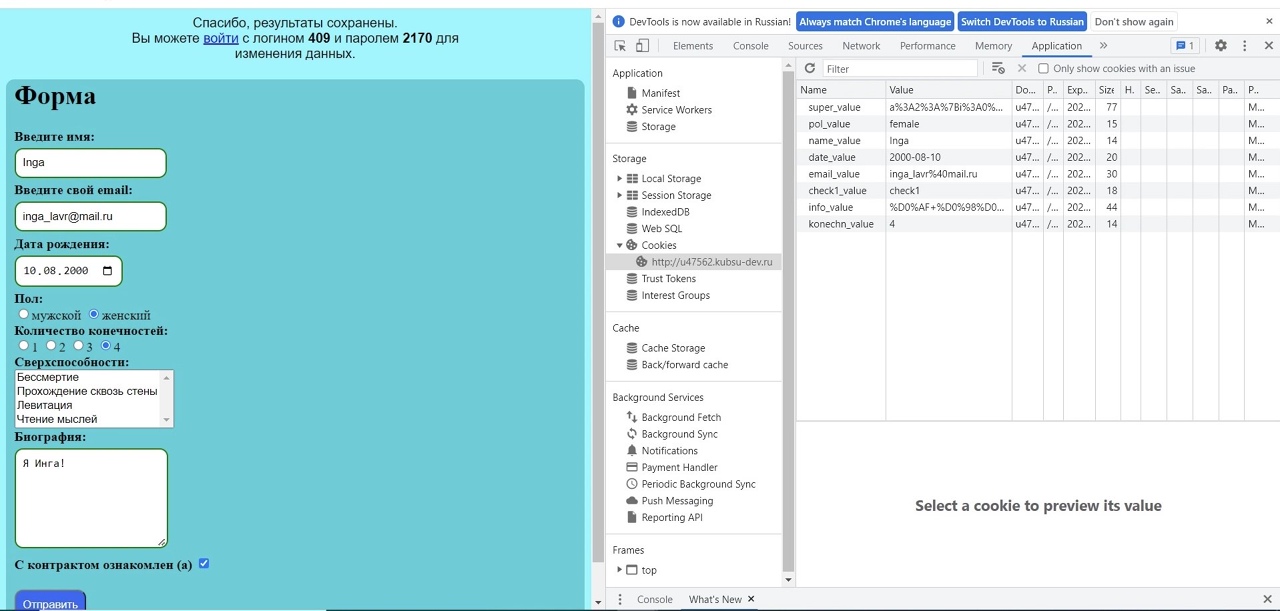 Спасибо, результаты сохранены.
Вы можете войти с логином 409 и паролем 2170 для
изменения данных.
Форма
Введите имя:
Inga
Введите свой email:
inga_lavr@mail.ru
Дата рождения:
10.08.2000
Пол:
мужской женский
Количество конечностей:
1 2 3 4
Сверхспособности:
Бессмертие
Прохождение сквозь стены
Левитация
Чтение мыслей
Биография:
Я Инга!
С контрактом ознакомлен (а)
Отправить
DevTools is now available in Russian! Always match Chrome's language Switch DevTools to Russian Don't show again
Elements Console Sources Network Performance Memory Application 1
Application
Manifest
Service Workers
Storage
Storage
Local Storage
Session Storage
IndexedDB
Web SQL
Cookies
http://u47562.kubsu-dev.ru
Trust Tokens
Interest Groups
Cache
Cache Storage
Back/forward cache
Background Services
Background Fetch
Background Sync
Notifications
Payment Handler
Periodic Background Sync
Push Messaging
Reporting API
Frames
top
Filter Only show cookies with an issue
Name Value Do... P.. Exp... Size H. Se... Sa... Sa... Pa... P...
super_value a%3A2%3A%7Bi%3A0%... u47... /... 202... 77 M...
pol_value female u47... /... 202... 15 M...
name_value Inga u47... /... 202... 14 M...
date_value 2000-08-10 u47... /... 202... 20 M...
email_value inga_lavr%40mail.ru u47... /... 202... 30 M...
check1_value check1 u47... /... 202... 18 M...
info_value %D0%AF+%D0%98%D0... u47... /... 202... 44 M...
konechn_value 4 u47... /... 202... 14 M...
Select a cookie to preview its value
Console What's New